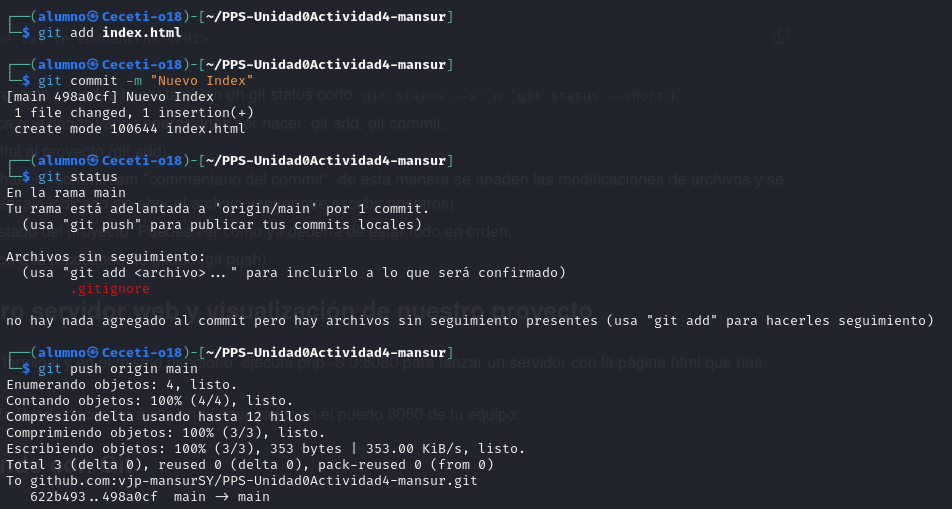 ┌──(alumno㉿Ceceti-o18)-[~/PPS-Unidad0Actividad4-mansur]
└─$ git add index.html
┌──(alumno㉿Ceceti-o18)-[~/PPS-Unidad0Actividad4-mansur]
└─$ git commit -m "Nuevo Index"
[main 498a0cf] Nuevo Index
1 file changed, 1 insertion(+)
create mode 100644 index.html
┌──(alumno㉿Ceceti-o18)-[~/PPS-Unidad0Actividad4-mansur]
└─$ git status
En la rama main
Tu rama está adelantada a "origin/main" por 1 commit.
(usa "git push" para publicar tus commits locales)
Archivos sin seguimiento:
(usa "git add <archivo>..." para incluirlo a lo que será confirmado)
.gitignore
no hay nada agregado al commit pero hay archivos sin seguimiento presentes (usa "git add" para hacerles seguimiento)
┌──(alumno㉿Ceceti-o18)-[~/PPS-Unidad0Actividad4-mansur]
└─$ git push origin main
Enumerando objetos: 4, listo.
Contando objetos: 100% (4/4), listo.
Compresión delta usando hasta 12 hilos
Comprimiendo objetos: 100% (3/3), listo.
Escribiendo objetos: 100% (3/3), 353 bytes | 353.00 KiB/s, listo.
Total 3 (delta 0), reused 0 (delta 0), pack-reused 0 (from 0)
To github.com:vjp-mansurSY/PPS-Unidad0Actividad4-mansur.git
622b493..498a0cf  main -> main